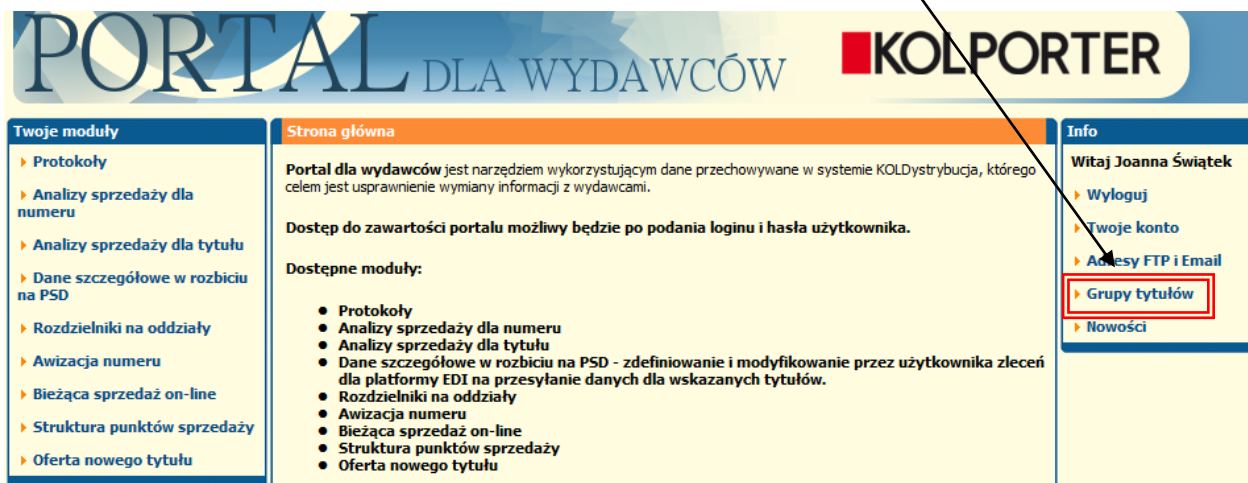 PORTAL DLA WYDAWCÓW
KOLPORTER
Twoje moduły
Protokoły
Analizy sprzedaży dla
numeru
Analizy sprzedaży dla tytułu
Dane szczegółowe w rozbiciu
na PSD
Rozdzielniki na oddziały
Awizacja numeru
Bieżąca sprzedaż on-line
Struktura punktów sprzedaży
Oferta nowego tytułu
Strona główna
Portal dla wydawców jest narzędziem wykorzystującym dane przechowywane w systemie KOLDystrybucja, którego
celem jest usprawnienie wymiany informacji z wydawcami.
Dostęp do zawartości portalu możliwy będzie po podania loginu i hasła użytkownika.
Dostępne moduły:
● Protokoły
● Analizy sprzedaży dla numeru
● Analizy sprzedaży dla tytułu
● Dane szczegółowe w rozbiciu na PSD - zdefiniowanie i modyfikowanie przez użytkownika zleceń
dla platformy EDI na przesyłanie danych dla wskazanych tytułów.
● Rozdzielniki na oddziały
● Awizacja numeru
● Bieżąca sprzedaż on-line
● Struktura punktów sprzedaży
● Oferta nowego tytułu
Info
Witaj Joanna Świątek
Wyloguj
Twoje konto
Adresy FTP i Email
Grupy tytułów
Nowości